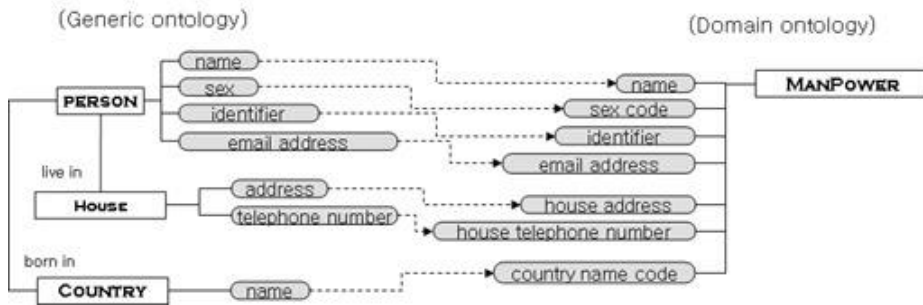 (Generic ontology)
(Domain ontology)
name
sex
PERSON
identifier
email address
name
MANPOWER
sex code
identifier
email address
live in
HOUSE
address
telephone number
house address
house telephone number
born in
COUNTRY
name
country name code